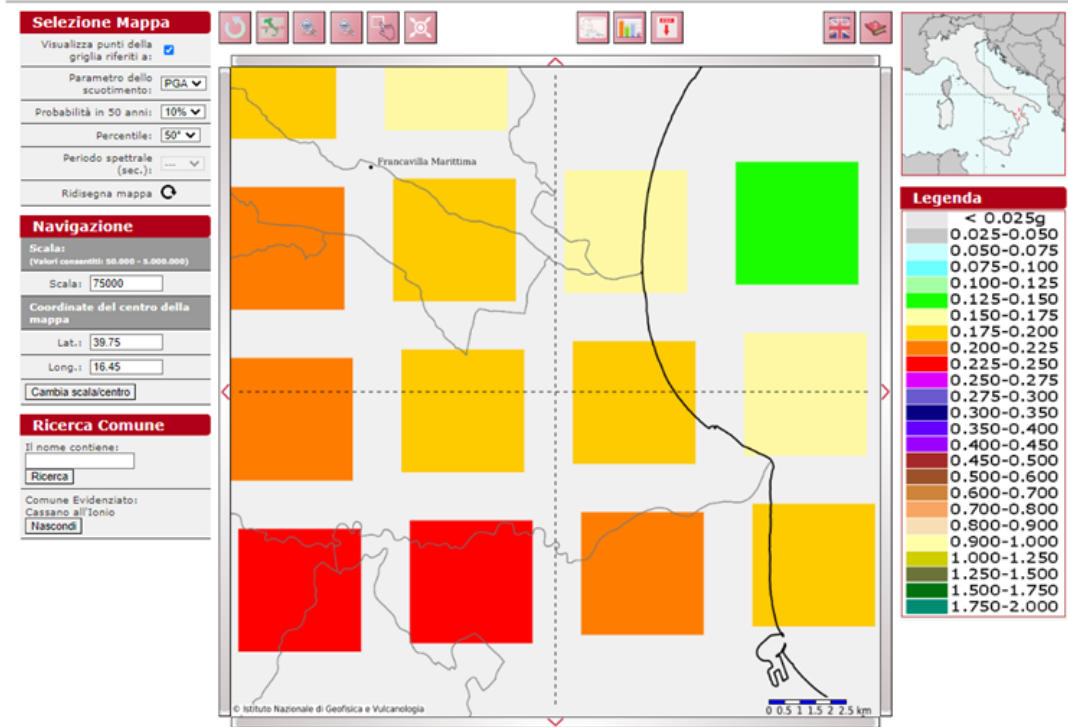 Selezione Mappa
Visualizza punti della
griglia riferiti a:
Parametro dello
scuotimento: PGA
Probabilità in 50 anni: 10%
Percentile: 50°
Periodo spettrale
(sec.): ---
Ridisegna mappa
Navigazione
Scala:
(Valori consentiti: 50.000 - 5.000.000)
Scala: 75000
Coordinate del centro della
mappa
Lat.: 39.75
Long.: 16.45
Cambia scala/centro
Ricerca Comune
Il nome contiene:
Ricerca
Comune Evidenziato:
Cassano all'Ionio
Nascondi
Francavilla Marittima
© Istituto Nazionale di Geofisica e Vulcanologia
0 0.5 1 1.5 2 2.5 km
Legenda
< 0.025g
0.025-0.050
0.050-0.075
0.075-0.100
0.100-0.125
0.125-0.150
0.150-0.175
0.175-0.200
0.200-0.225
0.225-0.250
0.250-0.275
0.275-0.300
0.300-0.350
0.350-0.400
0.400-0.450
0.450-0.500
0.500-0.600
0.600-0.700
0.700-0.800
0.800-0.900
0.900-1.000
1.000-1.250
1.250-1.500
1.500-1.750
1.750-2.000